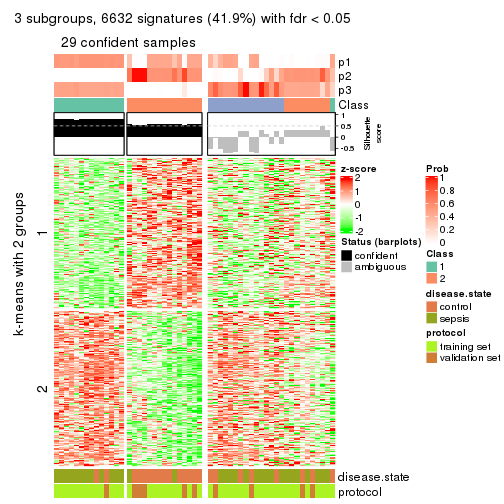 3 subgroups, 6632 signatures (41.9%) with fdr < 0.05
29 confident samples
p1
p2
p3
Class
1
0.5
0
-0.5
Silhouette
score
k-means with 2 groups
1
2
z-score
2
1
0
-1
-2
Status (barplots)
confident
ambiguous
Prob
1
0.8
0.6
0.4
0.2
0
Class
1
2
disease.state
control
sepsis
protocol
training set
validation set
disease.state
protocol